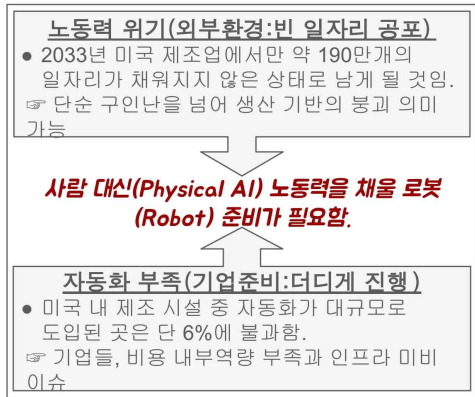 노동력 위기(외부환경:빈 일자리 공포)
● 2033년 미국 제조업에서만 약 190만개의
일자리가 채워지지 않은 상태로 남게 될 것임.
☞ 단순 구인난을 넘어 생산 기반의 붕괴 의미
가능
사람 대신(Physical AI) 노동력을 채울 로봇
(Robot) 준비가 필요함.
자동화 부족(기업준비:더디게 진행)
● 미국 내 제조 시설 중 자동화가 대규모로
도입된 곳은 단 6%에 불과함.
☞ 기업들, 비용 내부역량 부족과 인프라 미비
이슈